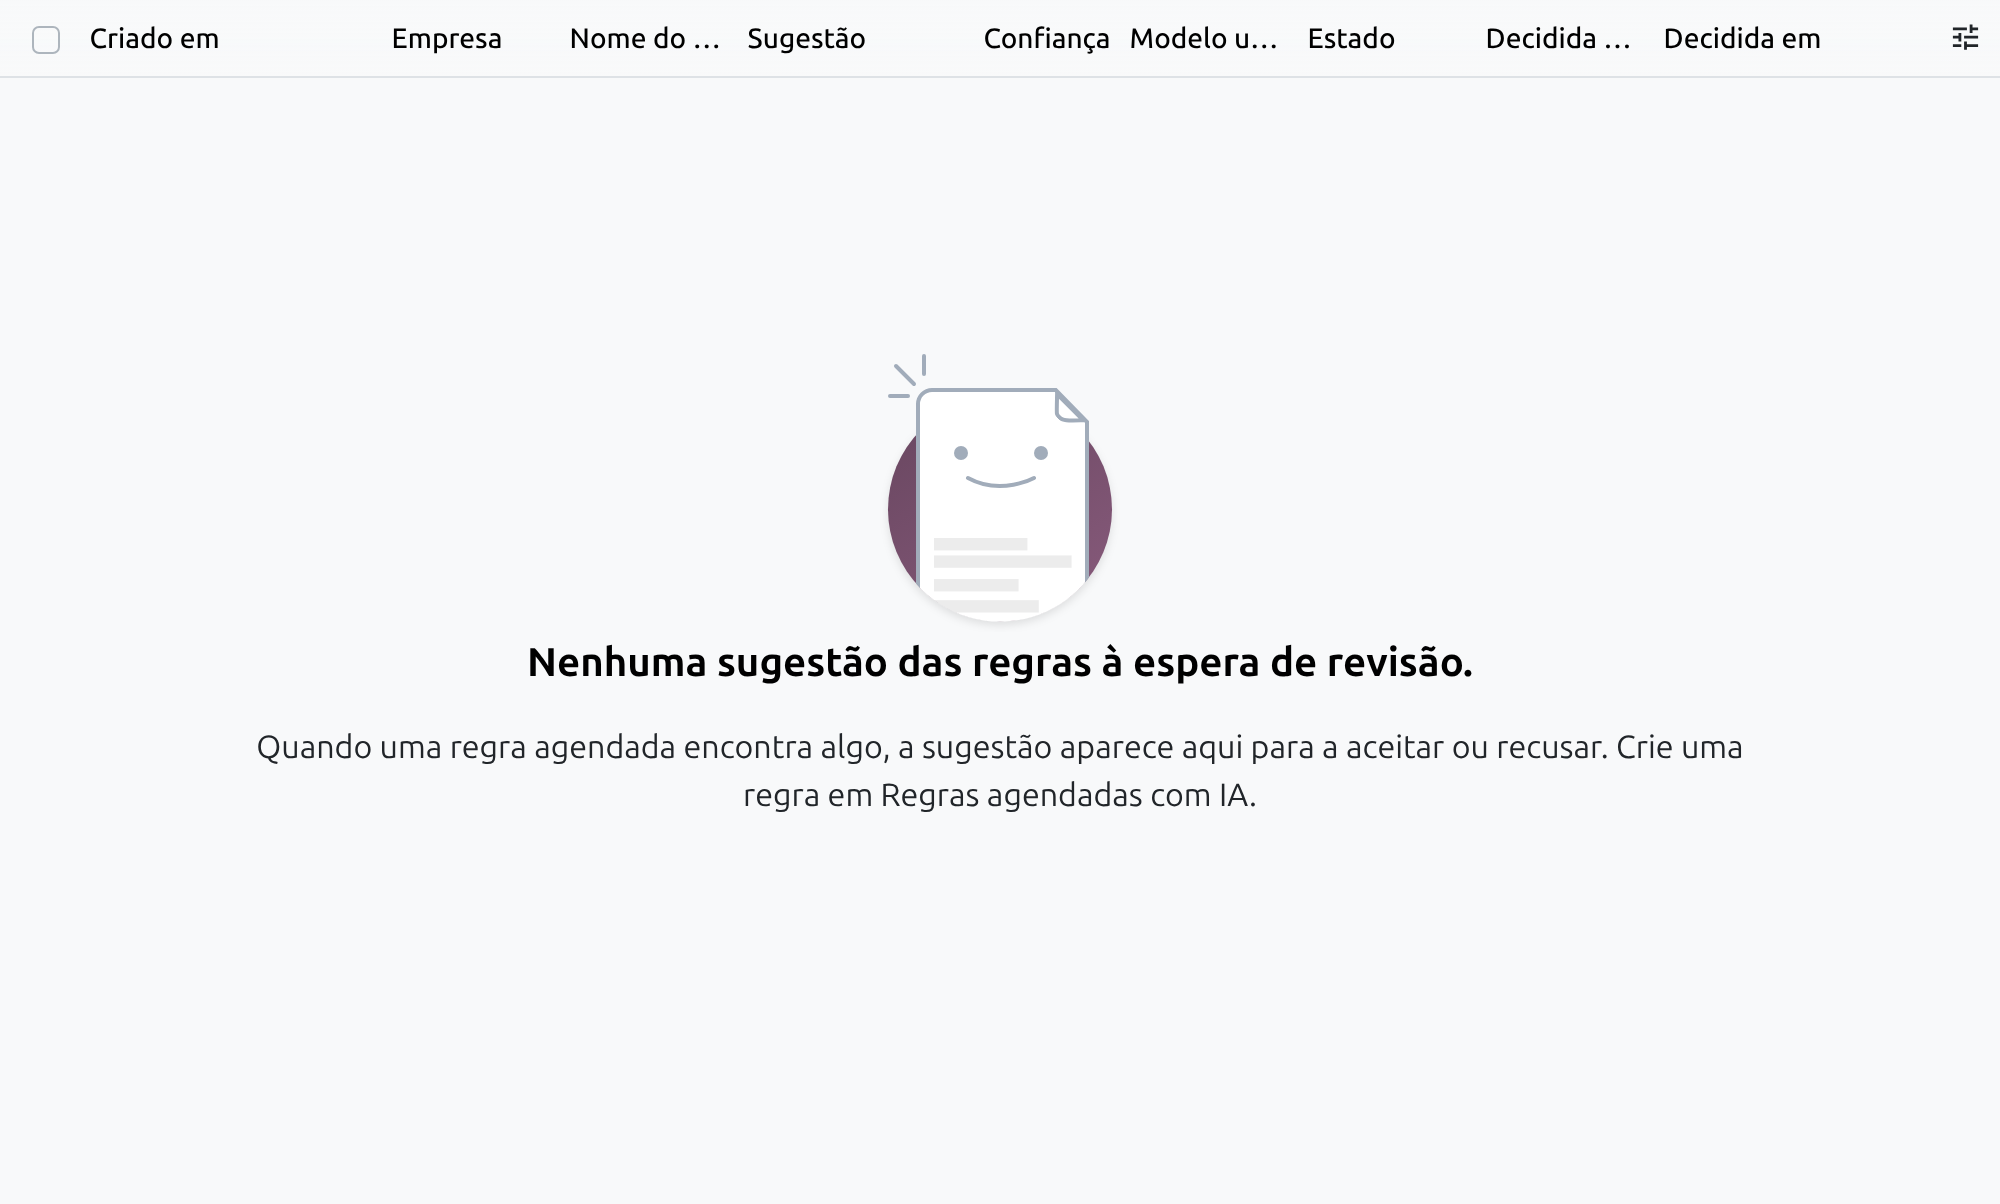 Criado em Empresa Nome do ... Sugestão Confiança Modelo u... Estado Decidida ... Decidida em
Nenhuma sugestão das regras à espera de revisão.
Quando uma regra agendada encontra algo, a sugestão aparece aqui para a aceitar ou recusar. Crie uma
regra em Regras agendadas com IA.